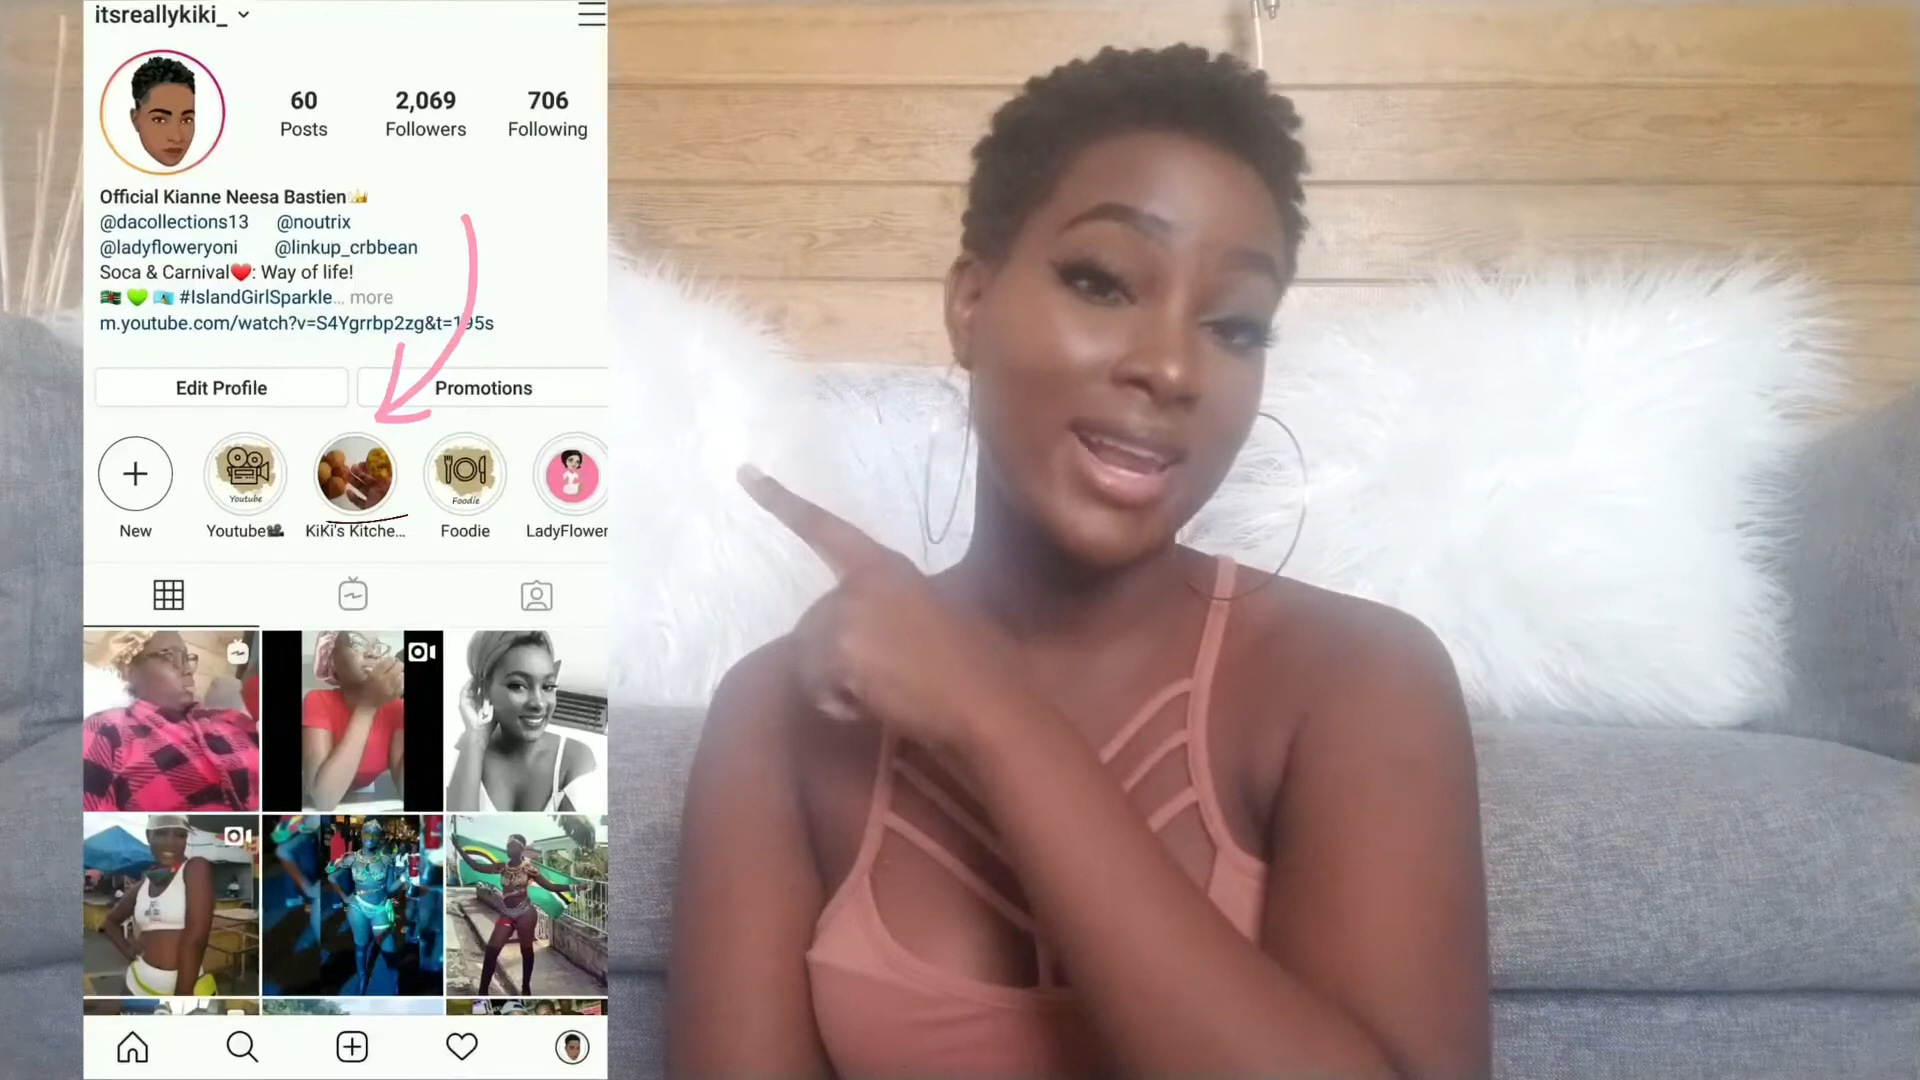 itsreallykiki_
60 2,069 706
Posts Followers Following
Official Kianne Neesa Bastien
@dacollections13 @noutrix
@ladyfloweryoni @linkup_crbbean
Soca & Carnival❤️: Way of life!
#IslandGirlSparkle... more
m.youtube.com/watch?v=S4Ygrrbp2zg&t=195s
Edit Profile Promotions
Youtube Foodie
New Youtube KiKi's Kitche... Foodie LadyFlower